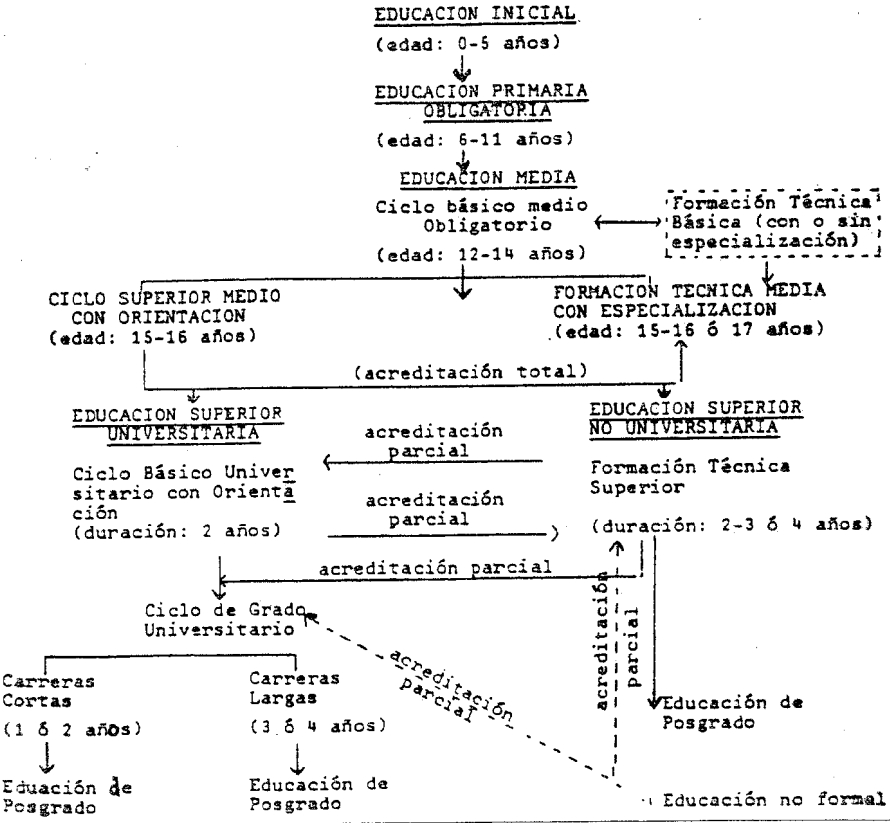 EDUCACION INICIAL
(edad: 0-5 años)
EDUCACION PRIMARIA
OBLIGATORIA
(edad: 6-11 años)
EDUCACION MEDIA
Ciclo básico medio
Obligatorio
(edad: 12-14 años)
Formación Técnica
Básica (con o sin
especialización)
CICLO SUPERIOR MEDIO
CON ORIENTACION
(edad: 15-16 años)
FORMACION TECNICA MEDIA
CON ESPECIALIZACION
(edad: 15-16 ó 17 años)
(acreditación total)
EDUCACION SUPERIOR
UNIVERSITARIA
Ciclo Básico Univer
sitario con Orienta
ción
(duración: 2 años)
acreditación
parcial
acreditación
parcial
EDUCACION SUPERIOR
NO UNIVERSITARIA
Formación Técnica
Superior
(duración: 2-3 ó 4 años)
acreditación parcial
Ciclo de Grado
Universitario
acreditación
parcial
acreditación
parcial
Carreras
Cortas
(1 ó 2 años)
Carreras
Largas
(3 ó 4 años)
Educación de
Posgrado
Eduación de
Posgrado
Educación de
Posgrado
Educación no formal